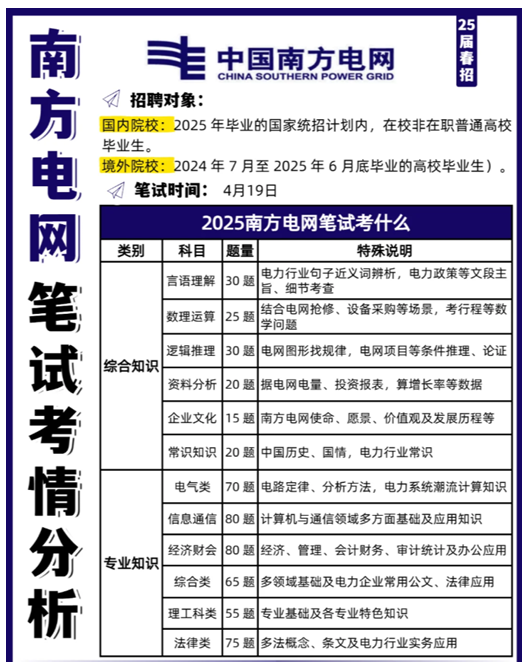 南方电网笔试考情分析
中国南方电网
CHINA SOUTHERN POWER GRID
25届春招
招聘对象：
国内院校：2025 年毕业的国家统招计划内，在校非在职普通高校
毕业生。
境外院校：2024 年 7 月至 2025 年 6 月底毕业的高校毕业生）。
笔试时间： 4月19日
2025南方电网笔试考什么
类别 科目 题量 特殊说明
综合知识
言语理解 30 题 电力行业句子近义词辨析，电力政策等文段主
旨、细节考查
数理运算 25 题 结合电网抢修、设备采购等场景，考行程等数
学问题
逻辑推理 30 题 电网图形找规律，电网项目等条件推理、论证
资料分析 20 题 据电网电量、投资报表，算增长率等数据
企业文化 15 题 南方电网使命、愿景、价值观及发展历程等
常识知识 20 题 中国历史、国情，电力行业常识
专业知识
电气类 70 题 电路定律、分析方法，电力系统潮流计算知识
信息通信 80 题 计算机与通信领域多方面基础及应用知识
经济财会 80 题 经济、管理、会计财务、审计统计及办公应用
综合类 65 题 多领域基础及电力企业常用公文、法律应用
理工科类 55 题 专业基础及各专业特色知识
法律类 75 题 多法概念、条文及电力行业实务应用